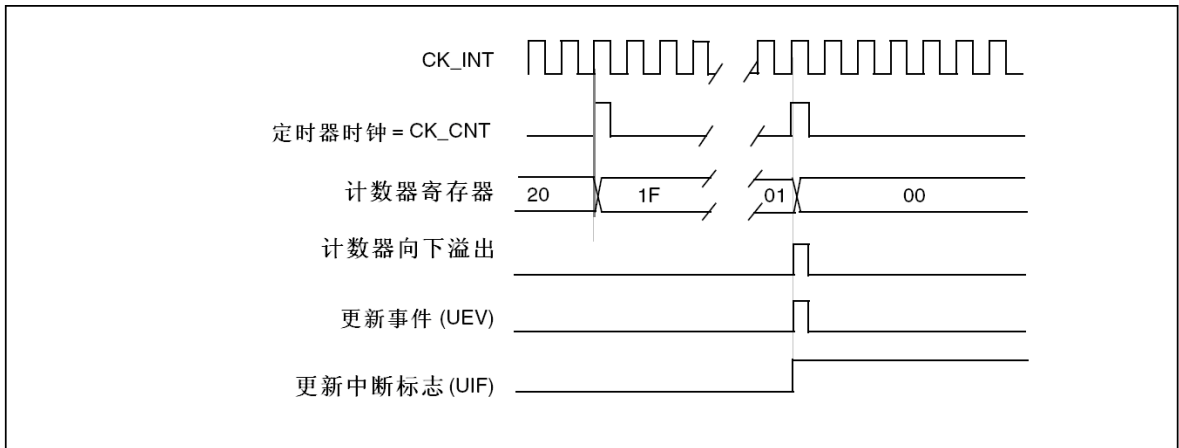 CK_INT
定时器时钟 = CK_CNT
计数器寄存器 20 1F 01 00
计数器向下溢出
更新事件 (UEV)
更新中断标志 (UIF)